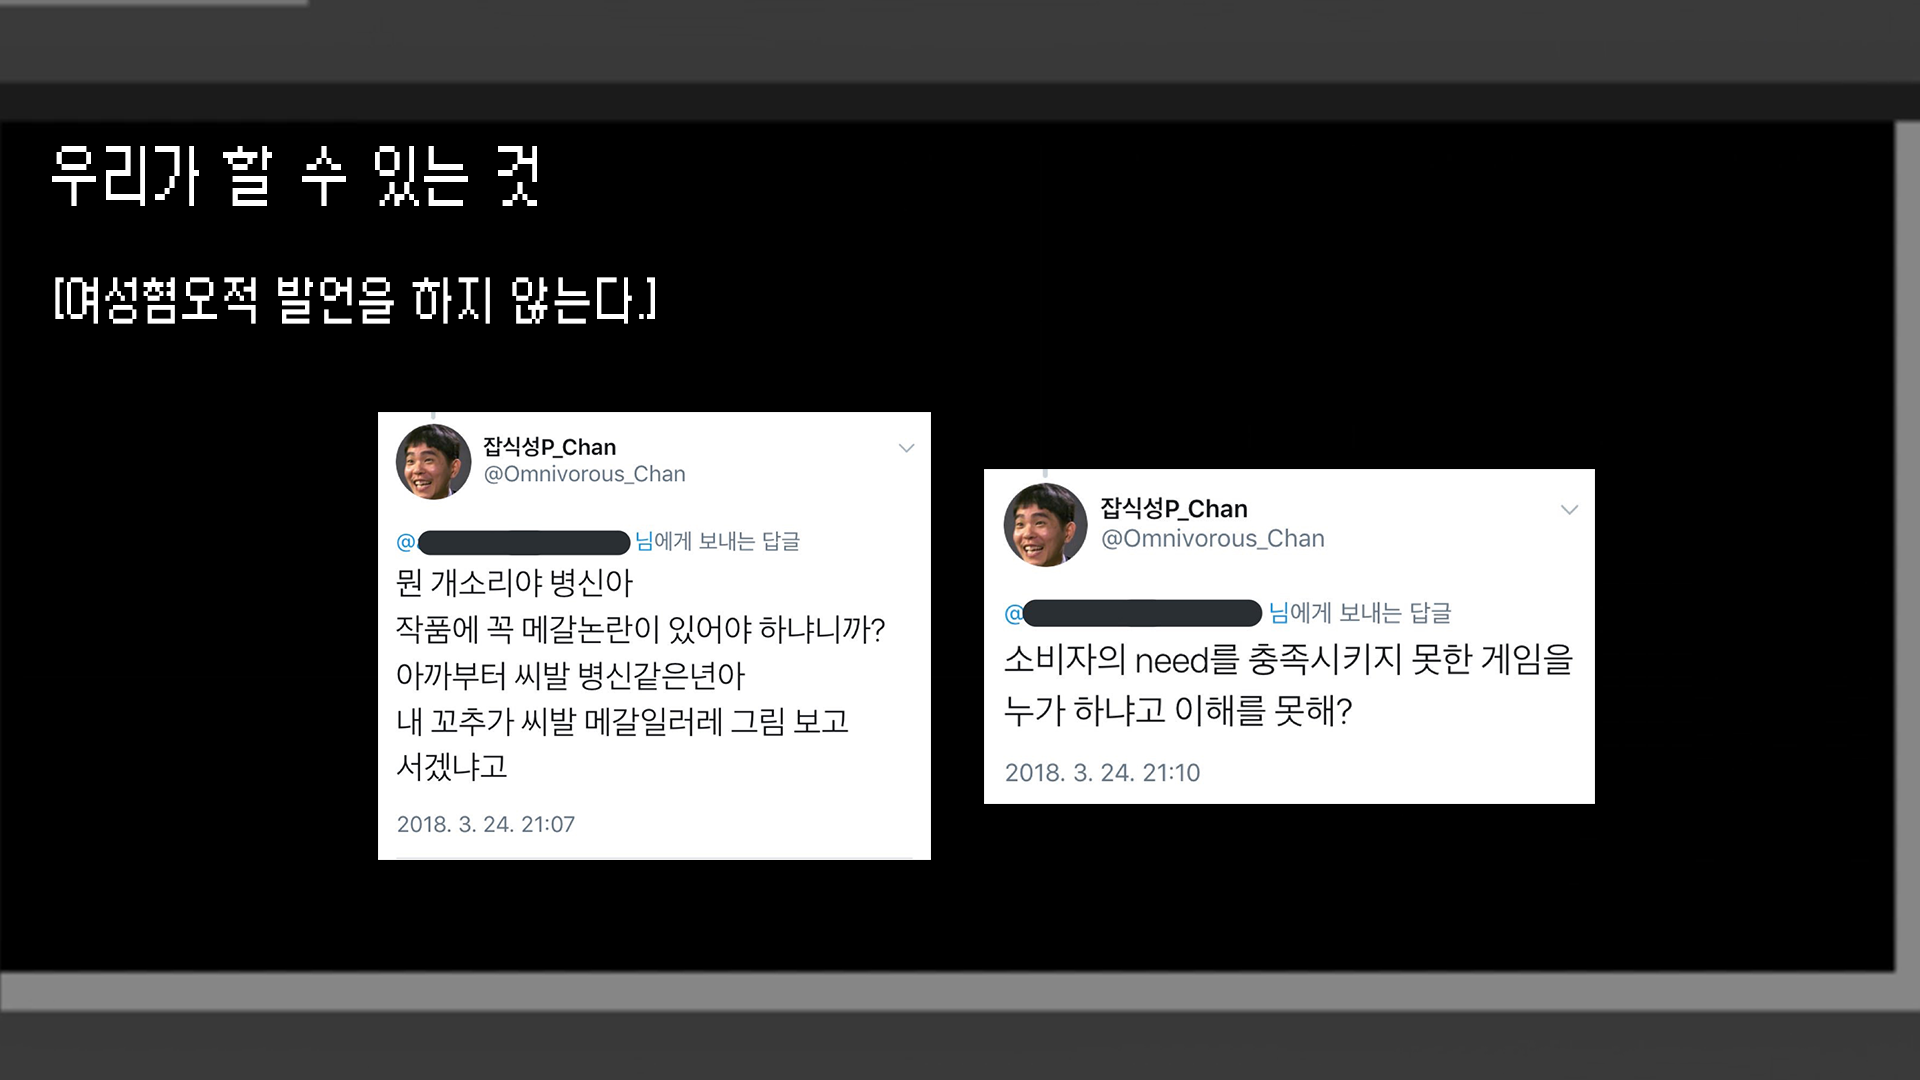 우리가 할 수 있는 것
[여성혐오적 발언을 하지 않는다.]
잡식성P_Chan
@Omnivorous_Chan
@ 님에게 보내는 답글
뭔 개소리야 병신아
작품에 꼭 메갈논란이 있어야 하냐니까?
아까부터 씨발 병신같은년아
내 꼬추가 씨발 메갈일러레 그림 보고
서겠냐고
2018. 3. 24. 21:07
잡식성P_Chan
@Omnivorous_Chan
@ 님에게 보내는 답글
소비자의 need를 충족시키지 못한 게임을
누가 하냐고 이해를 못해?
2018. 3. 24. 21:10